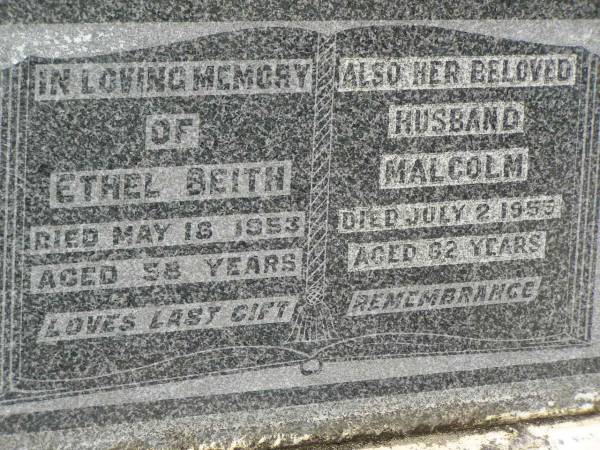 IN LOVING MEMORY
OF
ETHEL BEITH
DIED MAY 18 1953
AGED 58 YEARS
LOVES LAST GIFT
ALSO HER BELOVED
HUSBAND
MALCOLM
DIED JULY 2 1955
AGED 62 YEARS
REMEMBRANCE